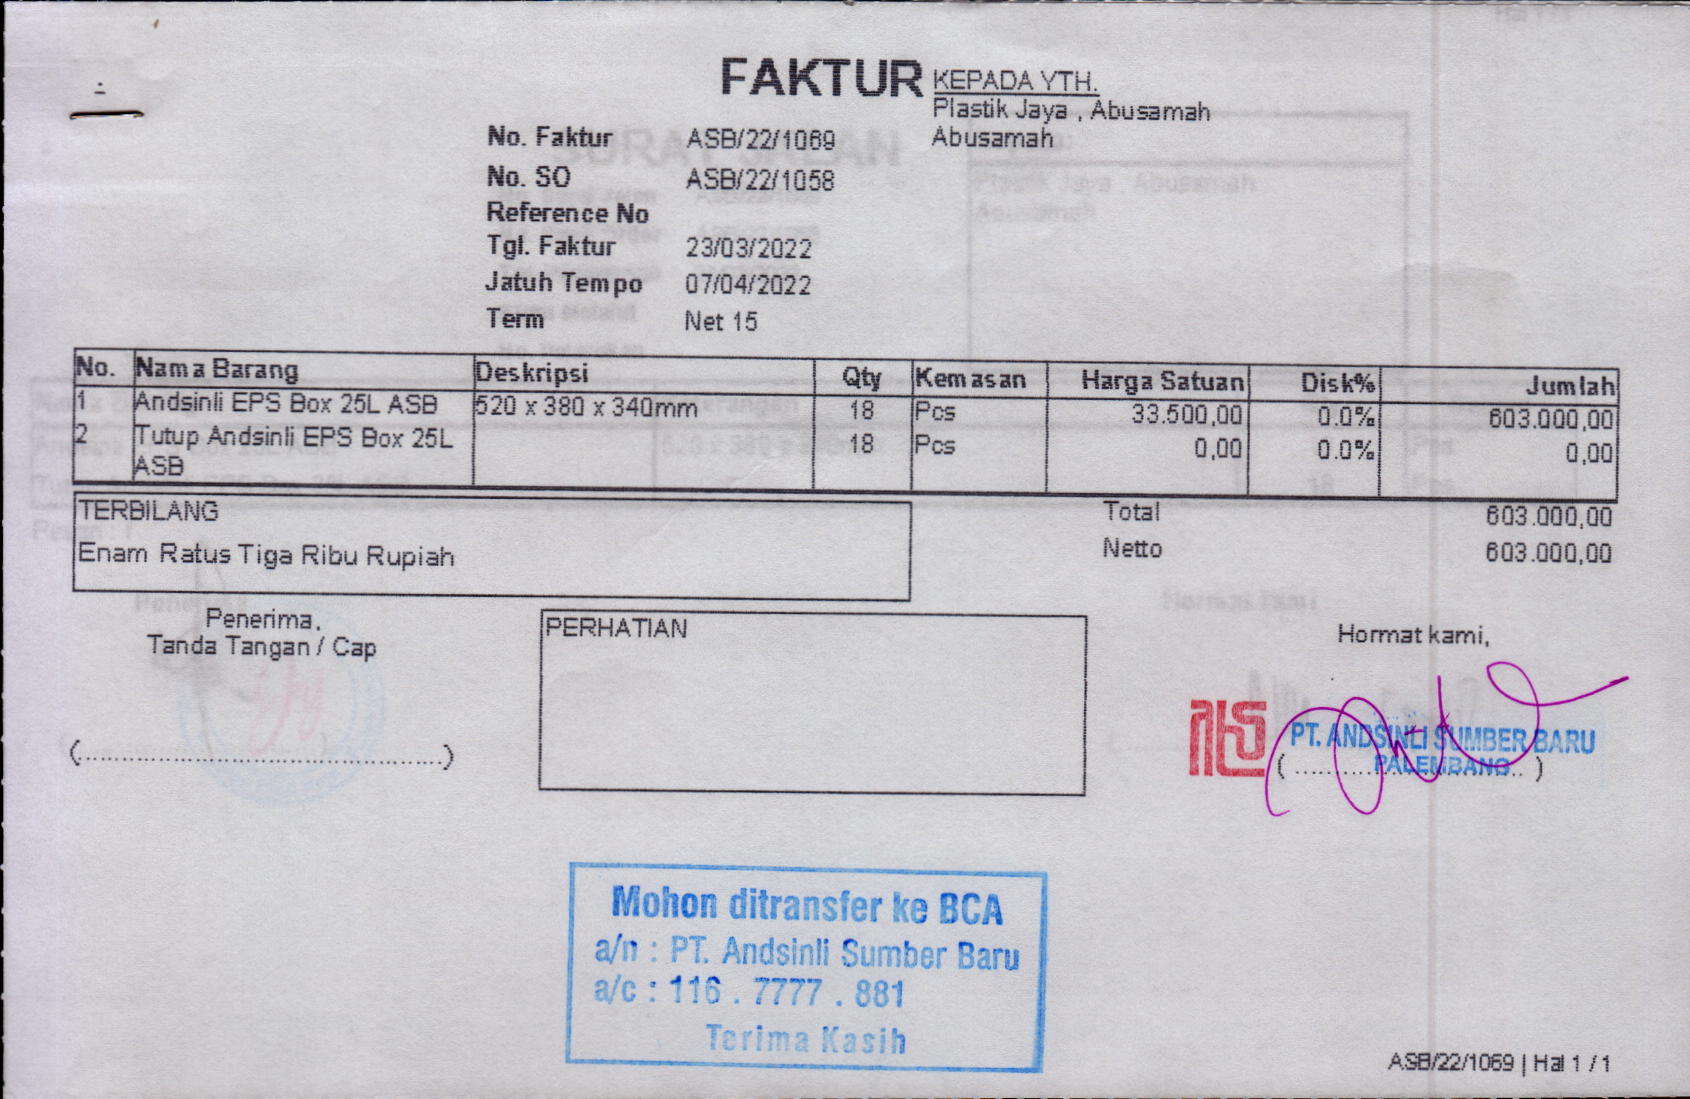 FAKTUR
KEPADA YTH.
Plastik Jaya , Abusamah
Abusamah
No. Faktur ASB/22/1069
No. SO ASB/22/1058
Reference No
Tgl. Faktur 23/03/2022
Jatuh Tempo 07/04/2022
Term Net 15
No. Nama Barang Deskripsi Qty Kemasan Harga Satuan Disk% Jumlah
1 Andsinli EPS Box 25L ASB 520 x 380 x 340mm 18 Pcs 33.500,00 0.0% 603.000,00
2 Tutup Andsinli EPS Box 25L 18 Pcs 0,00 0.0% 0,00
ASB
TERBILANG
Enam Ratus Tiga Ribu Rupiah
Total 603.000,00
Netto 603.000,00
Penerima,
Tanda Tangan / Cap
PERHATIAN
Hormat kami,
PT. ANDSINLI SUMBER BARU
PALEMBANG
Mohon ditransfer ke BCA
a/n : PT. Andsinli Sumber Baru
a/c : 116 . 7777 . 881
Terima Kasih
ASB/22/1069 | Hal 1 / 1